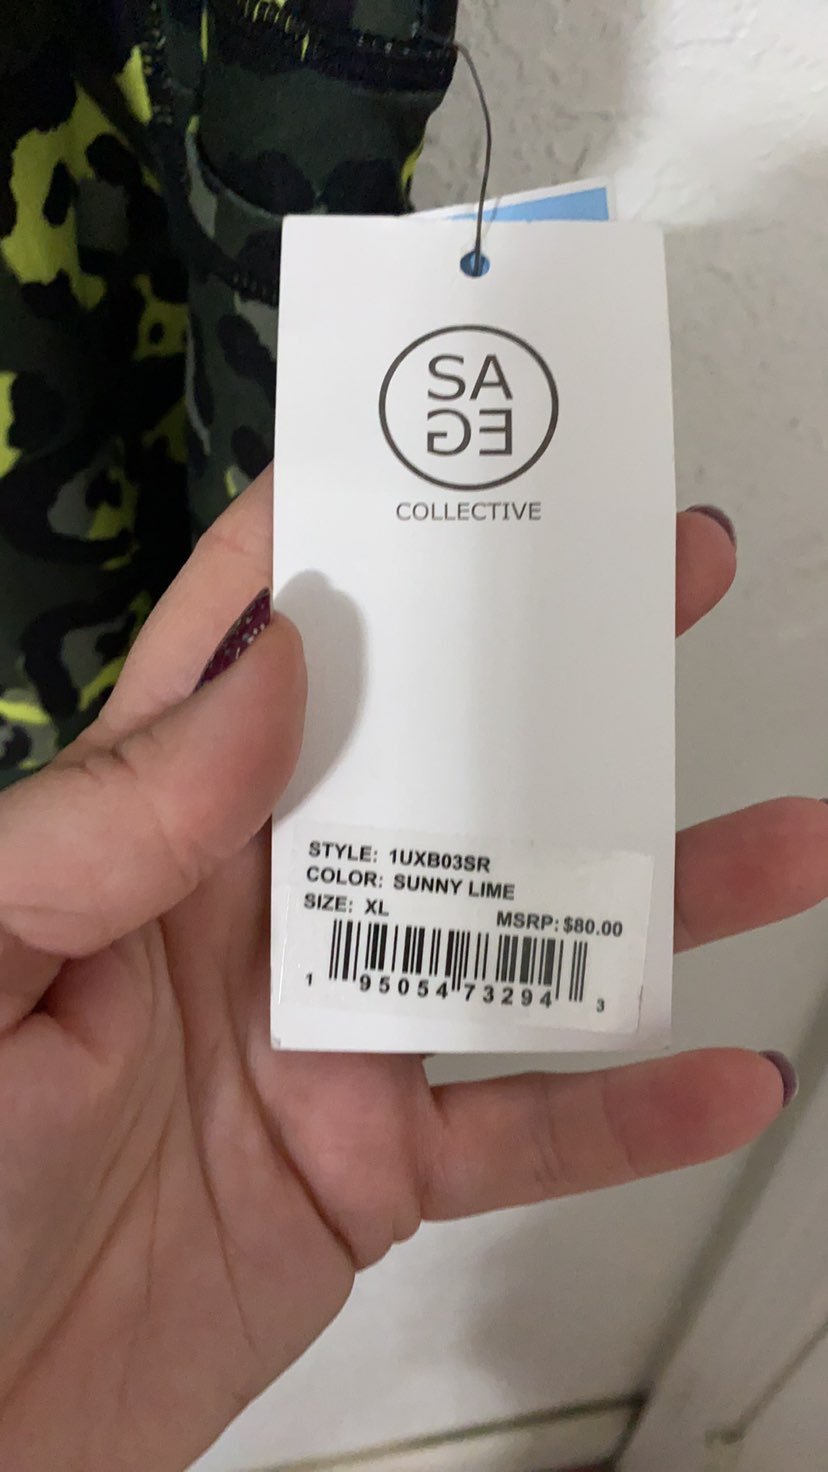 SA
GE
COLLECTIVE
STYLE: 1UXB03SR
COLOR: SUNNY LIME
SIZE: XL
MSRP: $80.00
1 95054 73294 3